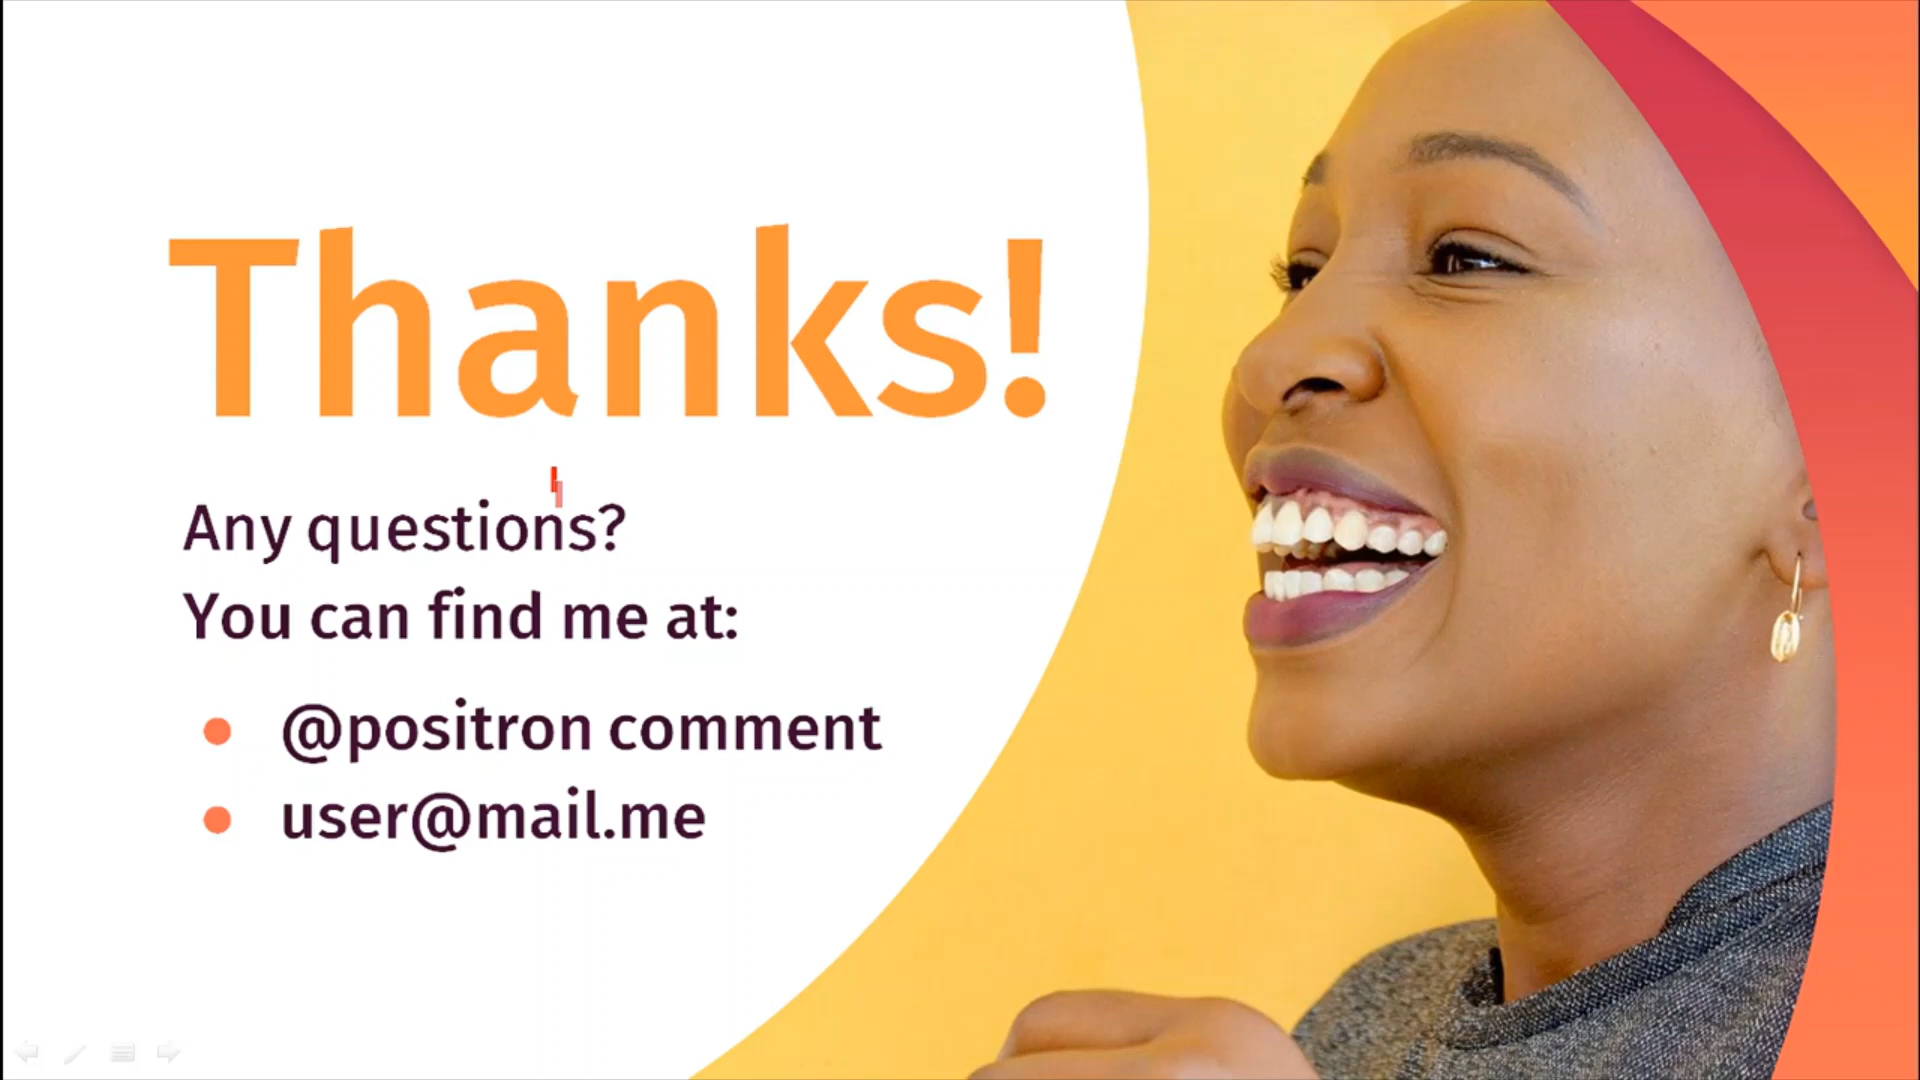 Thanks!
Any questions?
You can find me at:
@positron comment
user@mail.me